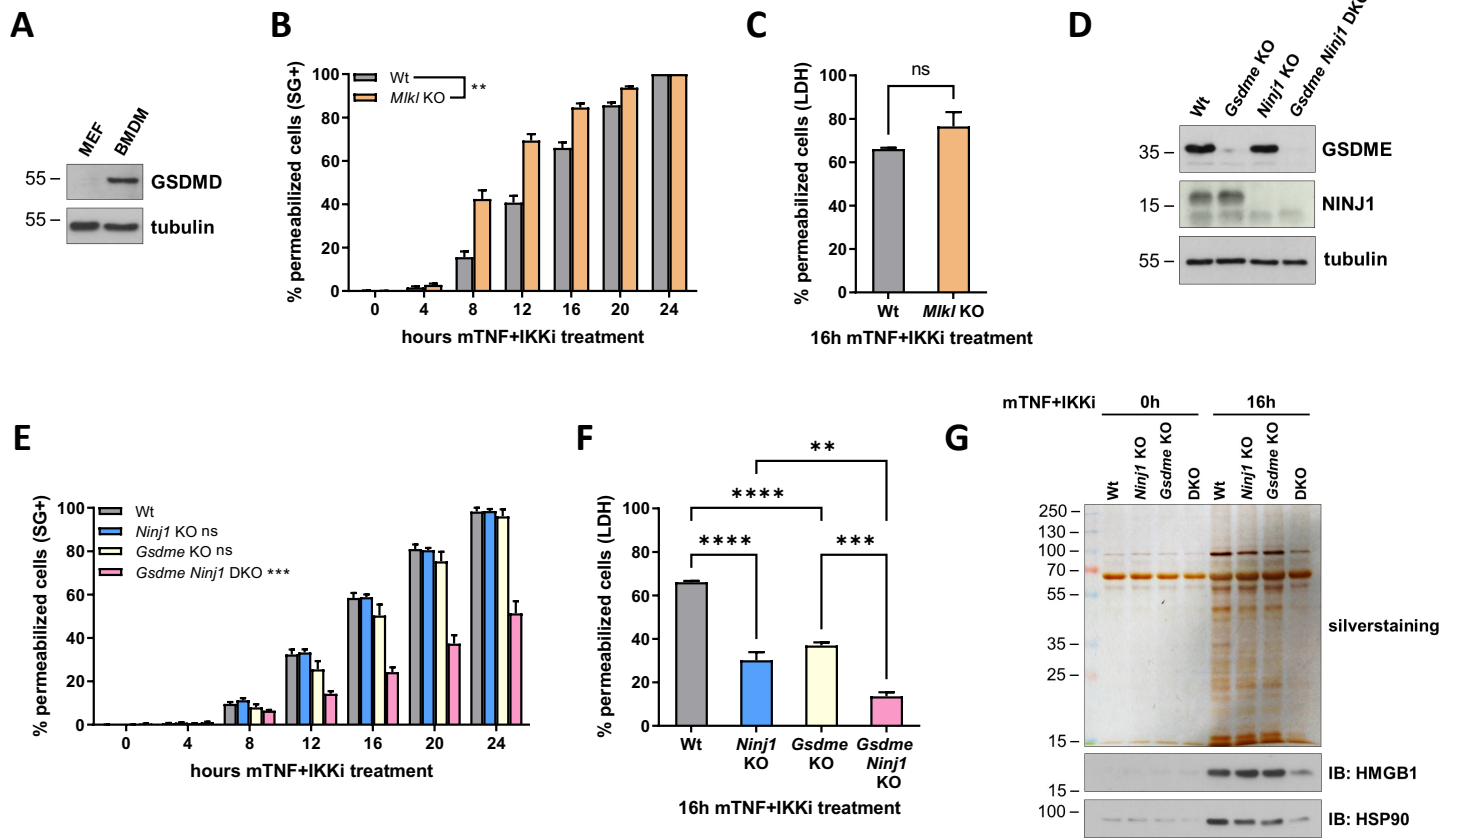 A
MEF
BMDM
55 –
GSDMD
55 –
tubulin
B
% permeabilized cells (SG+)
100
80
60
40
20
0
Wt
Mlkl KO
**
0 4 8 12 16 20 24
hours mTNF+IKKi treatment
C
% permeabilized cells (LDH)
100
80
60
40
20
0
ns
Wt Mlkl KO
16h mTNF+IKKi treatment
D
Wt
Gsdme KO
Ninj1 KO
Gsdme Ninj1 DKO
35 –
GSDME
15 –
NINJ1
55 –
tubulin
E
% permeabilized cells (SG+)
100
80
60
40
20
0
Wt
Ninj1 KO ns
Gsdme KO ns
Gsdme Ninj1 DKO ***
0 4 8 12 16 20 24
hours mTNF+IKKi treatment
F
% permeabilized cells (LDH)
100
80
60
40
20
0
**
****
**** ***
Wt Ninj1 Gsdme Gsdme
KO KO Ninj1
KO
16h mTNF+IKKi treatment
G
mTNF+IKKi 0h 16h
Wt
Ninj1 KO
Gsdme KO
DKO
Wt
Ninj1 KO
Gsdme KO
DKO
250 –
130 –
100 –
70 –
55 –
35 –
25 –
15 –
silverstaining
15 –
IB: HMGB1
100 –
IB: HSP90